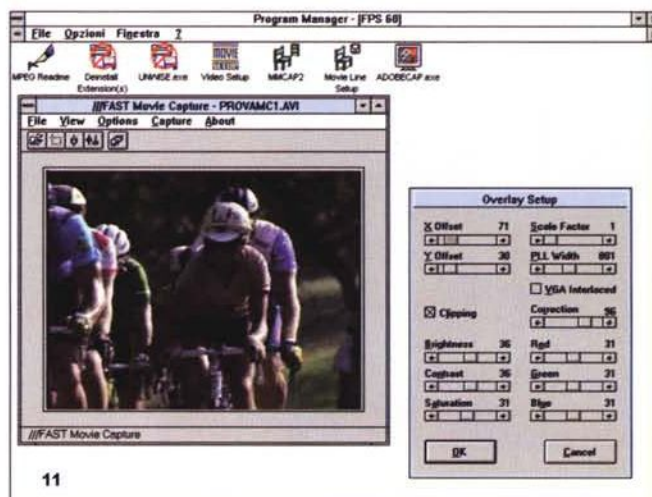 Program Manager - [FPS 60]
File Opzioni Finestra ?
MPEG Readme
Deinstall Extension(s)
UNWISE.exe
Video Setup
MMCAP2
Movie Line Setup
ADOBECAP.exe
MOVIE
///FAST Movie Capture - PROVAMC1.AVI
File View Options Capture About
///FAST Movie Capture
Overlay Setup
X Offset 71
Scale Factor 1
Y Offset 30
PLL Width 801
VGA Interlaced
Clipping
Correction 96
Brightness 36
Red 31
Contrast 36
Green 31
Saturation 31
Blue 31
OK
Cancel
11